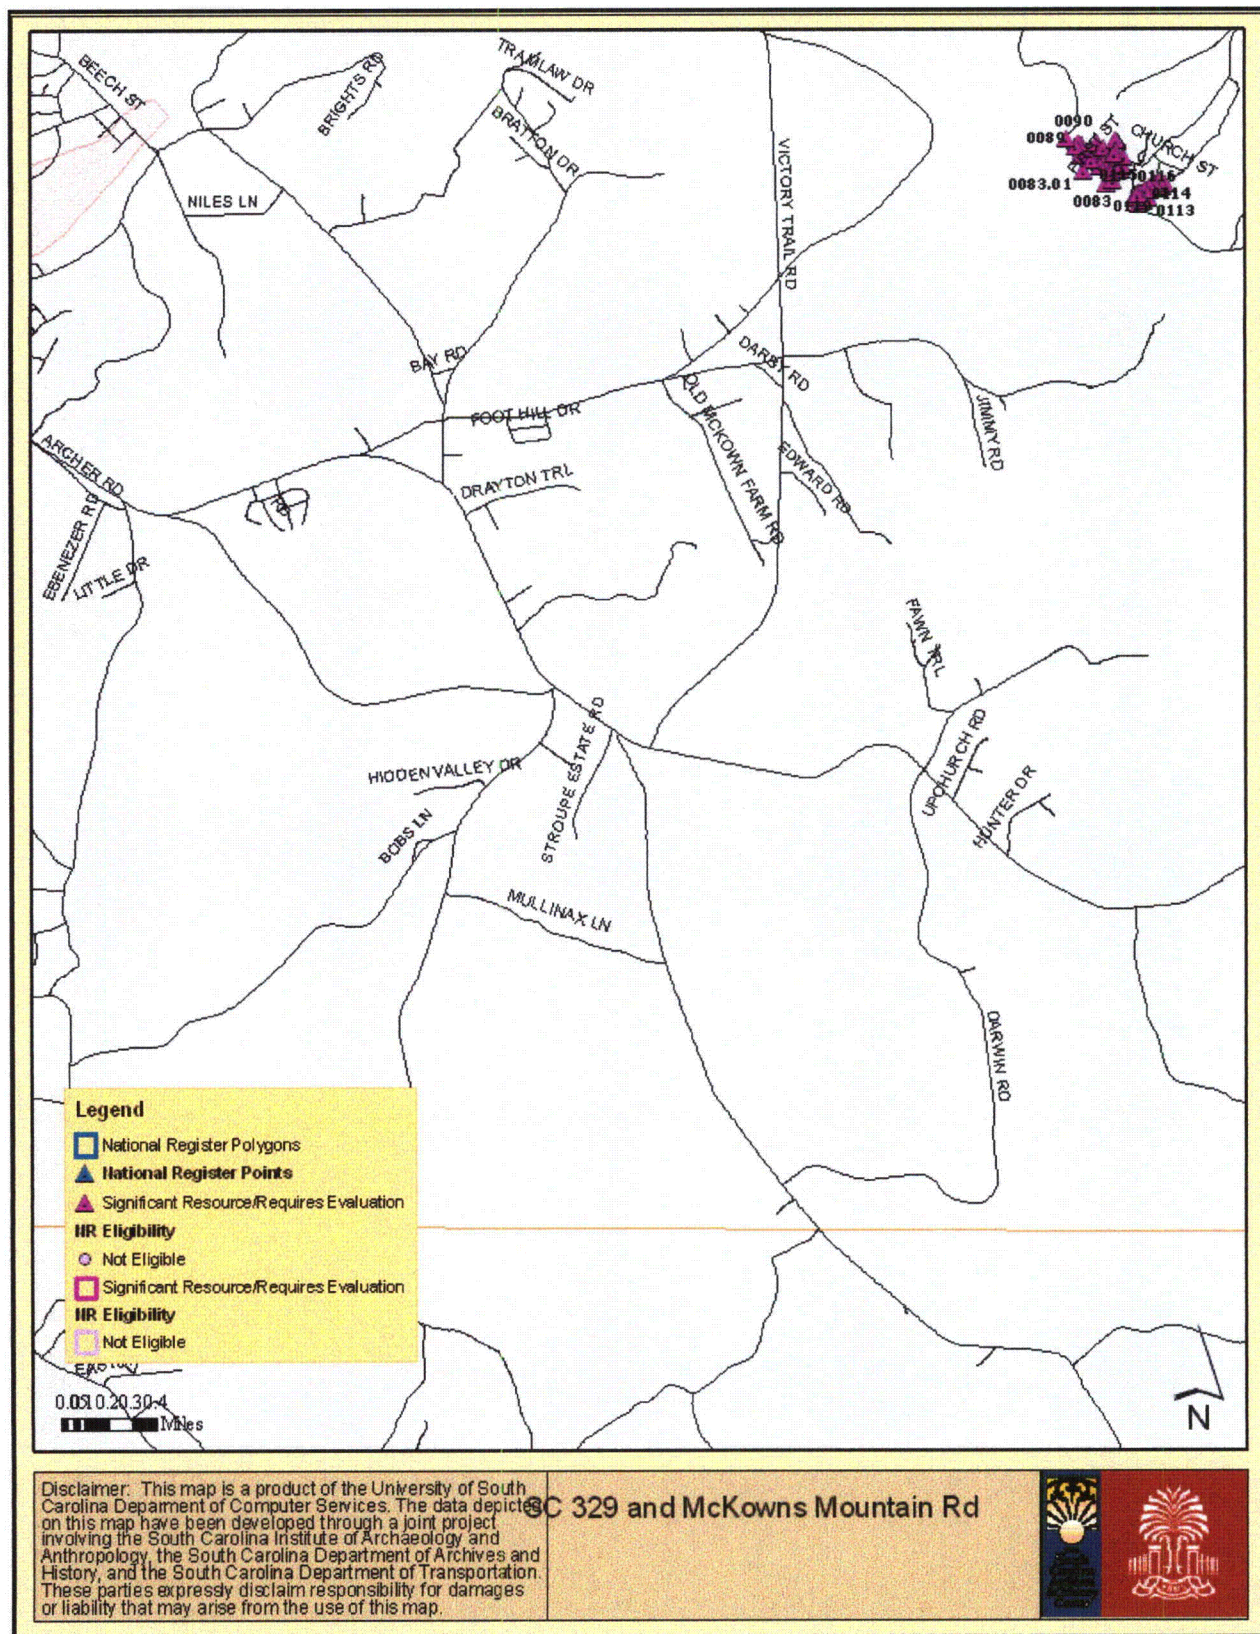 BEECH ST
BRIGHTS RD
TRAMLAW DR
BRATTON DR
NILES LN
VICTORY TRAIL RD
0090
0089
CHURCH ST
0116
0083.01
0114
0083
0113
BAY RD
DARBY RD
FOOT HILL DR
OLD MCKOWN FARM RD
JIMMY RD
ARCHER RD
EDWARD RD
DRAYTON TRL
RD
EBENEZER RD
LITTLE DR
FAWN TRL
STROUPE ESTATE RD
UPCHURCH RD
HIDDEN VALLEY DR
HUNTER DR
BOBS LN
MULLINAX LN
DARWIN RD
Legend
National Register Polygons
National Register Points
Significant Resource/Requires Evaluation
NR Eligibility
Not Eligible
Significant Resource/Requires Evaluation
NR Eligibility
Not Eligible
Miles
N
Disclaimer: This map is a product of the University of South
Carolina Deparment of Computer Services. The data depicted
on this map have been developed through a joint project
involving the South Carolina Institute of Archaeology and
Anthropology, the South Carolina Department of Archives and
History, and the South Carolina Department of Transportation.
These parties expressly disclaim responsibility for damages
or liability that may arise from the use of this map.
SC 329 and McKowns Mountain Rd